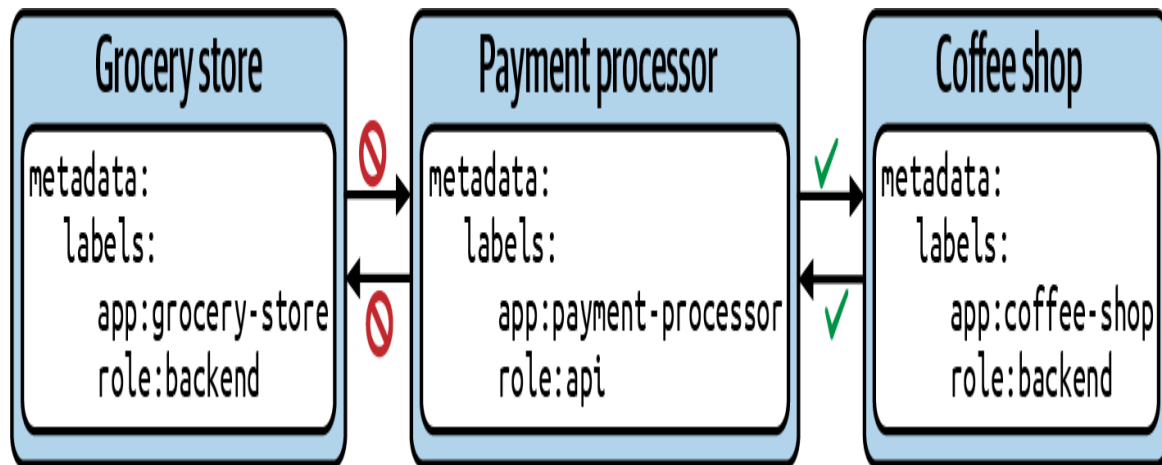 Grocery store
metadata:
labels:
app:grocery-store
role:backend
Payment processor
metadata:
labels:
app:payment-processor
role:api
Coffee shop
metadata:
labels:
app:coffee-shop
role:backend